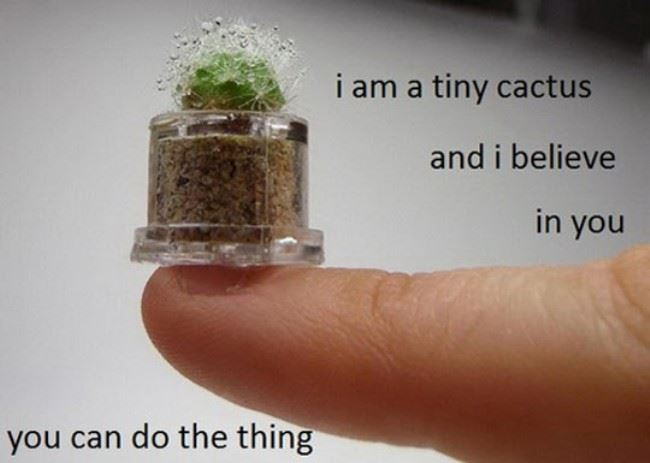 i am a tiny cactus
and i believe
in you
you can do the thing